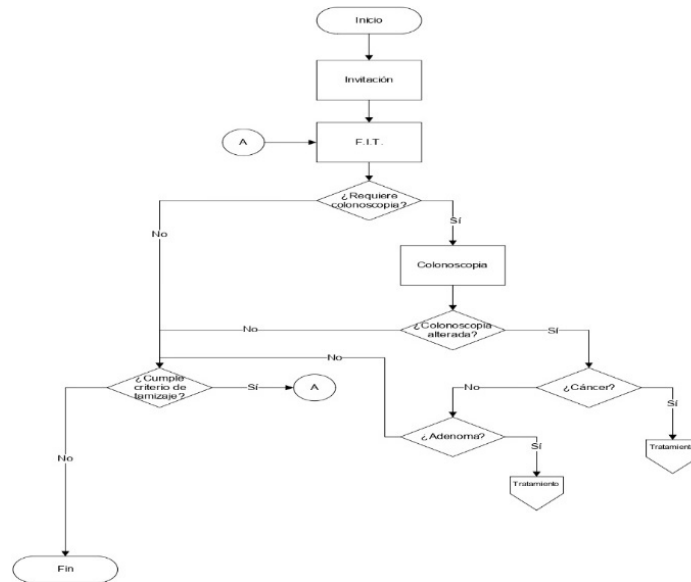 Inicio
Invitación
A
F.I.T.
¿Requiere
colonoscopia?
No
Sí
Colonoscopia
¿Colonoscopia
alterada?
No
Sí
No
¿Cumple
criterio de
tamizaje?
Sí
A
¿Cáncer?
No
Sí
¿Adenoma?
Sí
No
Tratamiento
Tratamiento
Fin